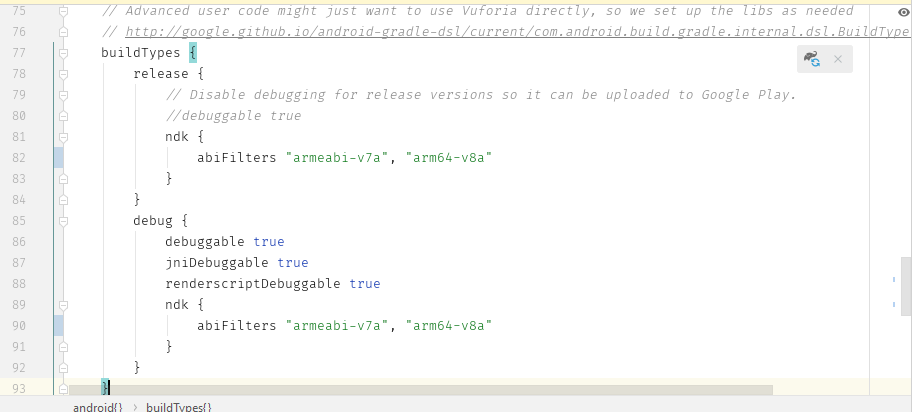 75 // Advanced user code might just want to use Vuforia directly, so we set up the libs as needed
76 // http://google.github.io/android-gradle-dsl/current/com.android.build.gradle.internal.dsl.BuildType
77 buildTypes {
78 release {
79 // Disable debugging for release versions so it can be uploaded to Google Play.
80 //debuggable true
81 ndk {
82 abiFilters "armeabi-v7a", "arm64-v8a"
83 }
84 }
85 debug {
86 debuggable true
87 jniDebuggable true
88 renderscriptDebuggable true
89 ndk {
90 abiFilters "armeabi-v7a", "arm64-v8a"
91 }
92 }
93 }
android{} › buildTypes{}